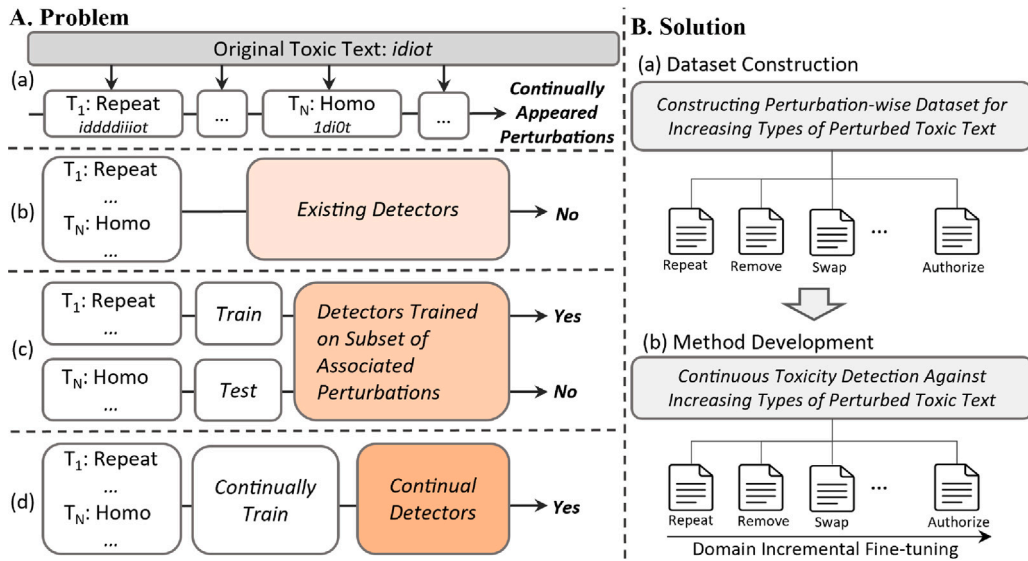 A. Problem
Original Toxic Text: idiot
(a)
T1: Repeat
iddddiiiot
...
TN: Homo
1di0t
...
Continually
Appeared
Perturbations
(b)
T1: Repeat
...
TN: Homo
...
Existing Detectors
No
(c)
T1: Repeat
...
Train
TN: Homo
...
Test
Detectors Trained
on Subset of
Associated
Perturbations
Yes
No
(d)
T1: Repeat
...
TN: Homo
...
Continually
Train
Continual
Detectors
Yes
B. Solution
(a) Dataset Construction
Constructing Perturbation-wise Dataset for
Increasing Types of Perturbed Toxic Text
...
Repeat Remove Swap Authorize
(b) Method Development
Continuous Toxicity Detection Against
Increasing Types of Perturbed Toxic Text
...
Repeat Remove Swap Authorize
Domain Incremental Fine-tuning